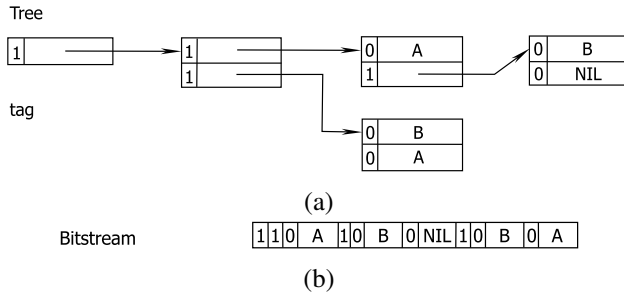 Tree
1 1 0 A 0 B
1 1 0 NIL
tag
0 B
0 A
(a)
Bitstream 1 1 0 A 1 0 B 0 NIL 1 0 B 0 A
(b)